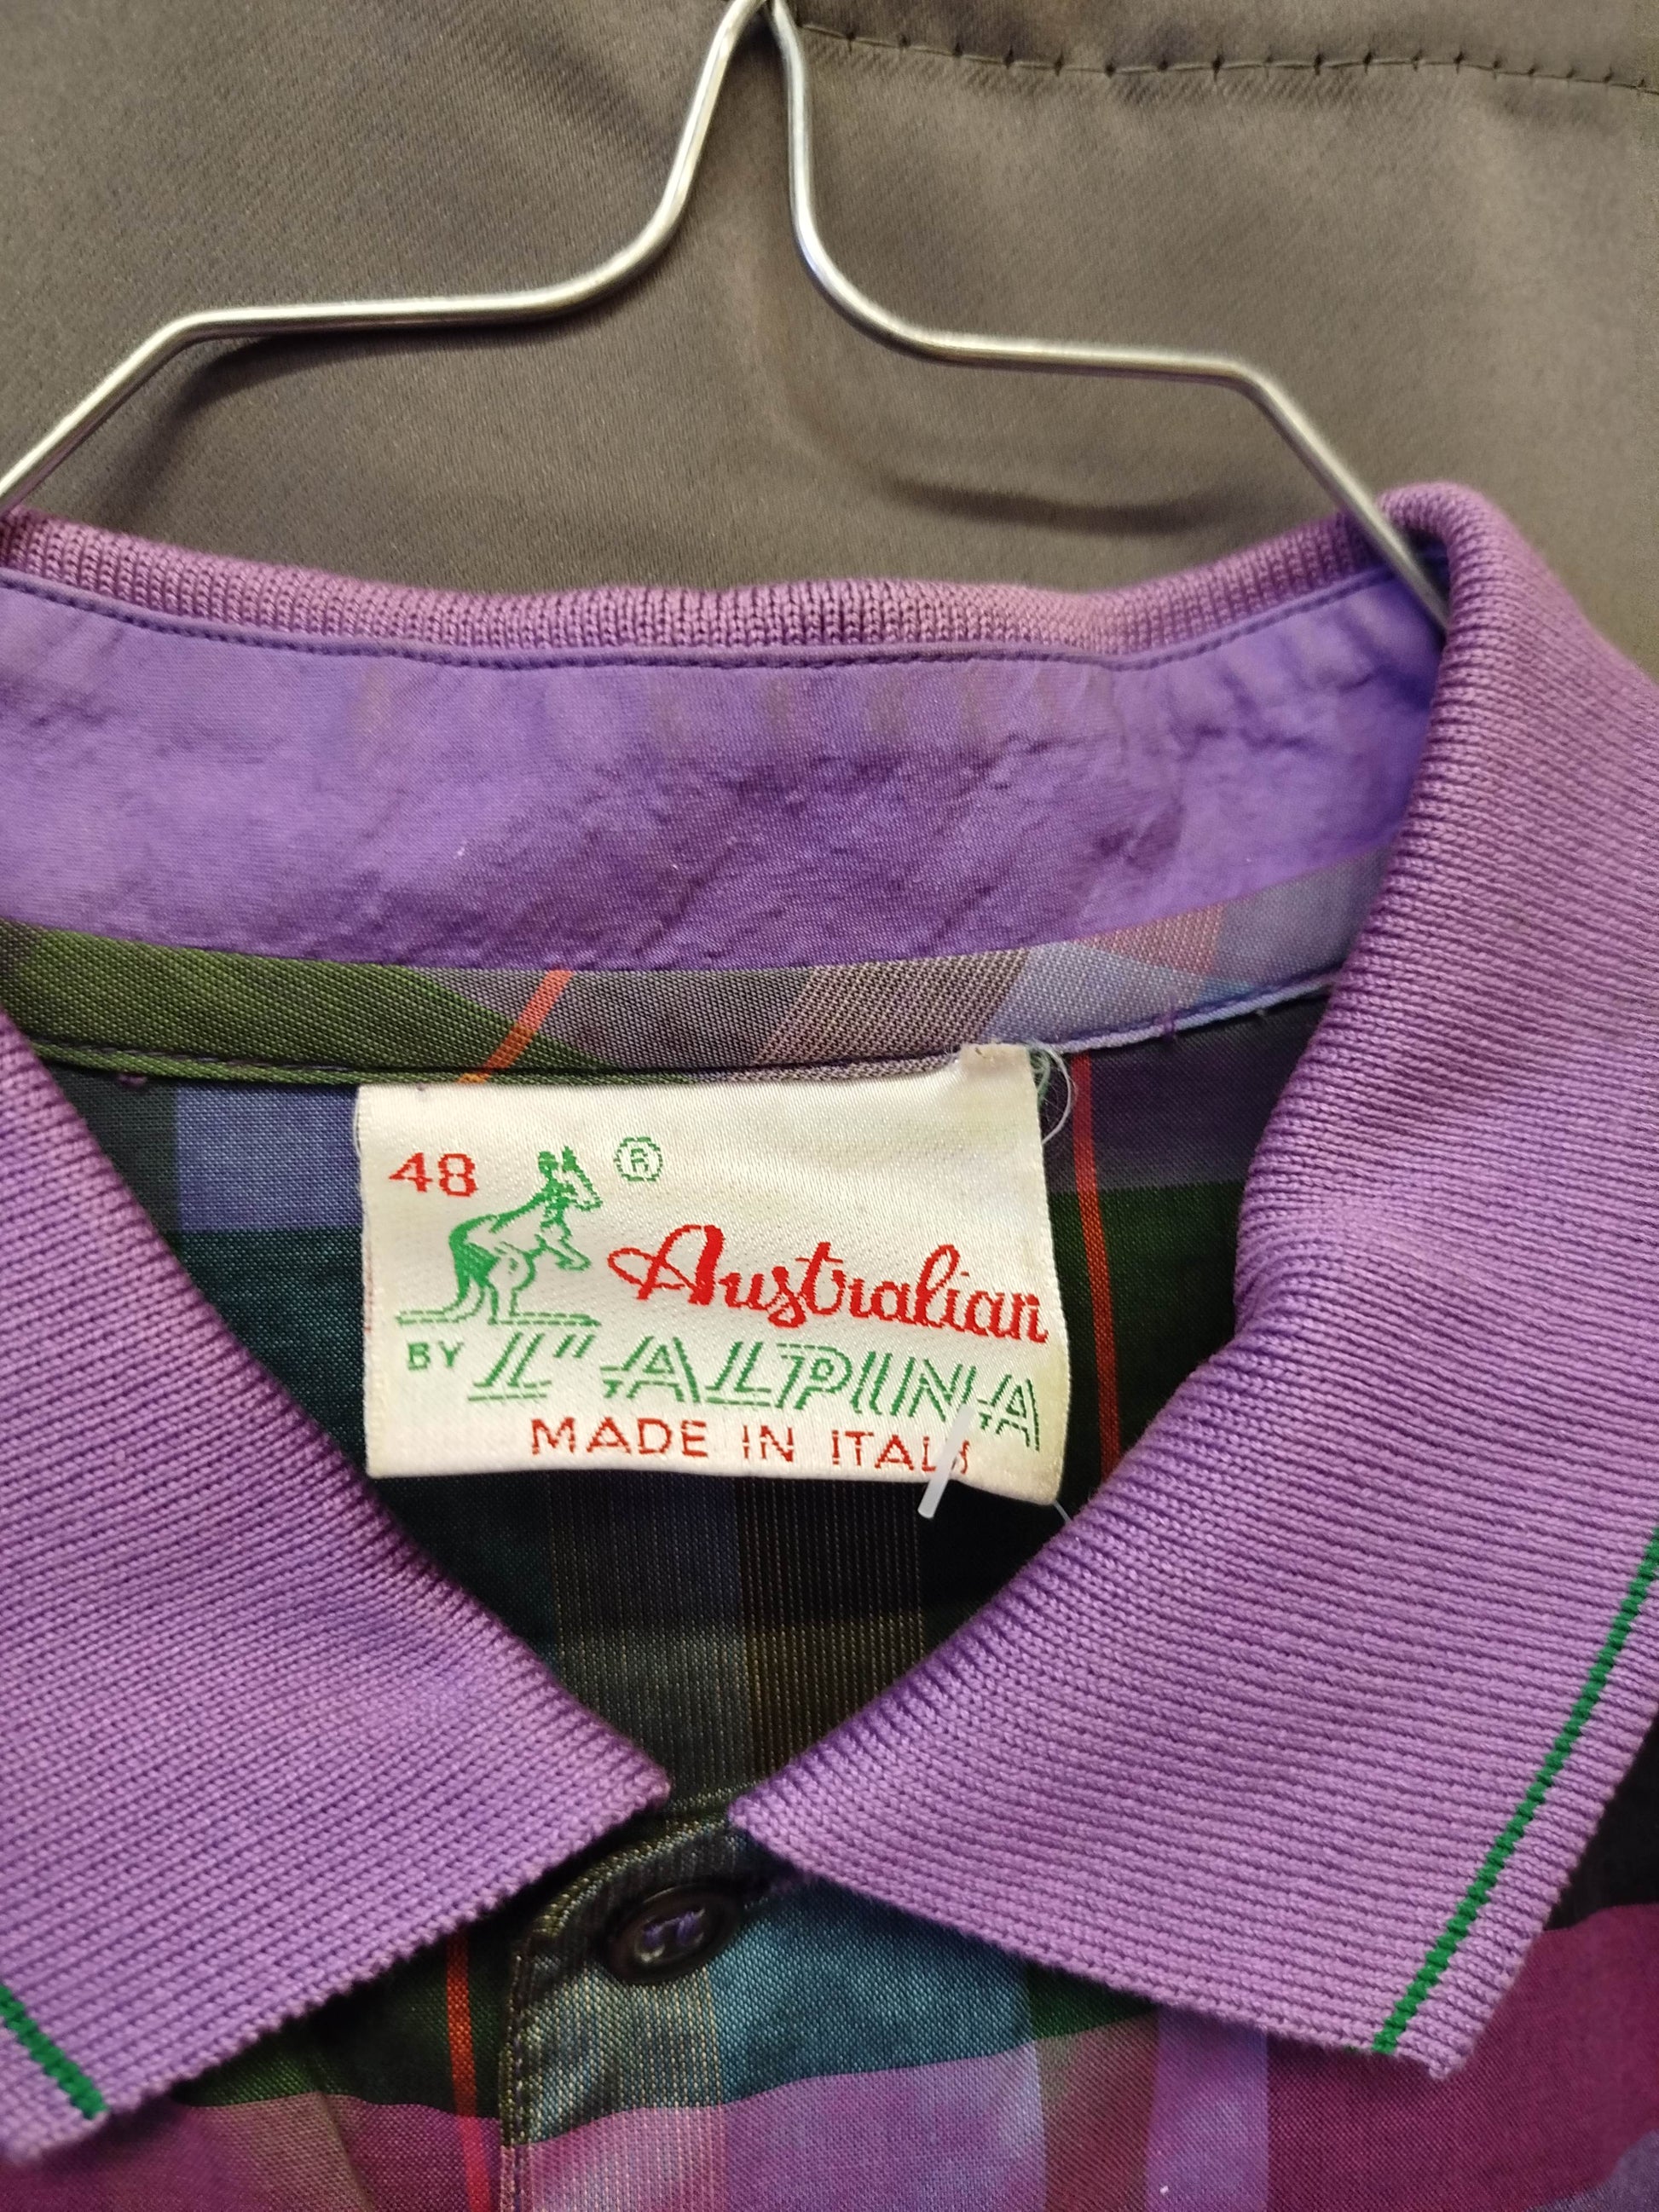 48 ®
Australian
BY L'ALPINA
MADE IN ITALY